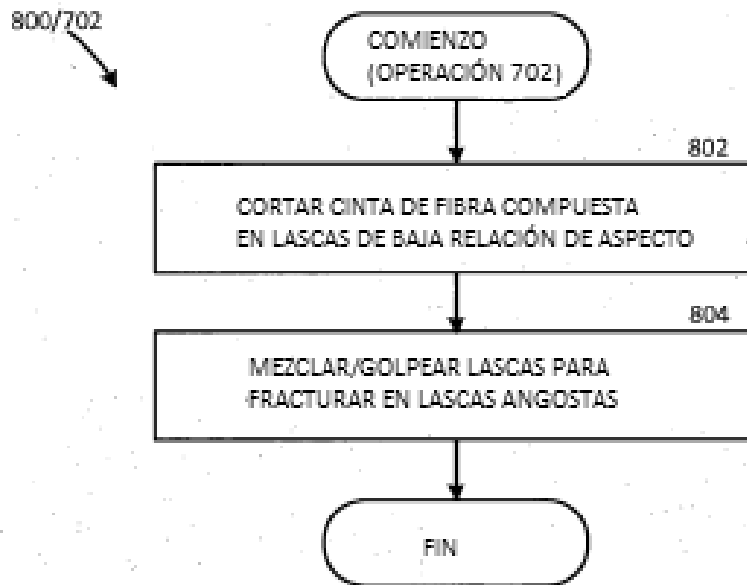 800/702
COMIENZO
(OPERACIÓN 702)
802
CORTAR CINTA DE FIBRA COMPUESTA
EN LASCAS DE BAJA RELACIÓN DE ASPECTO
804
MEZCLAR/GOLPEAR LASCAS PARA
FRACTURAR EN LASCAS ANGOSTAS
FIN